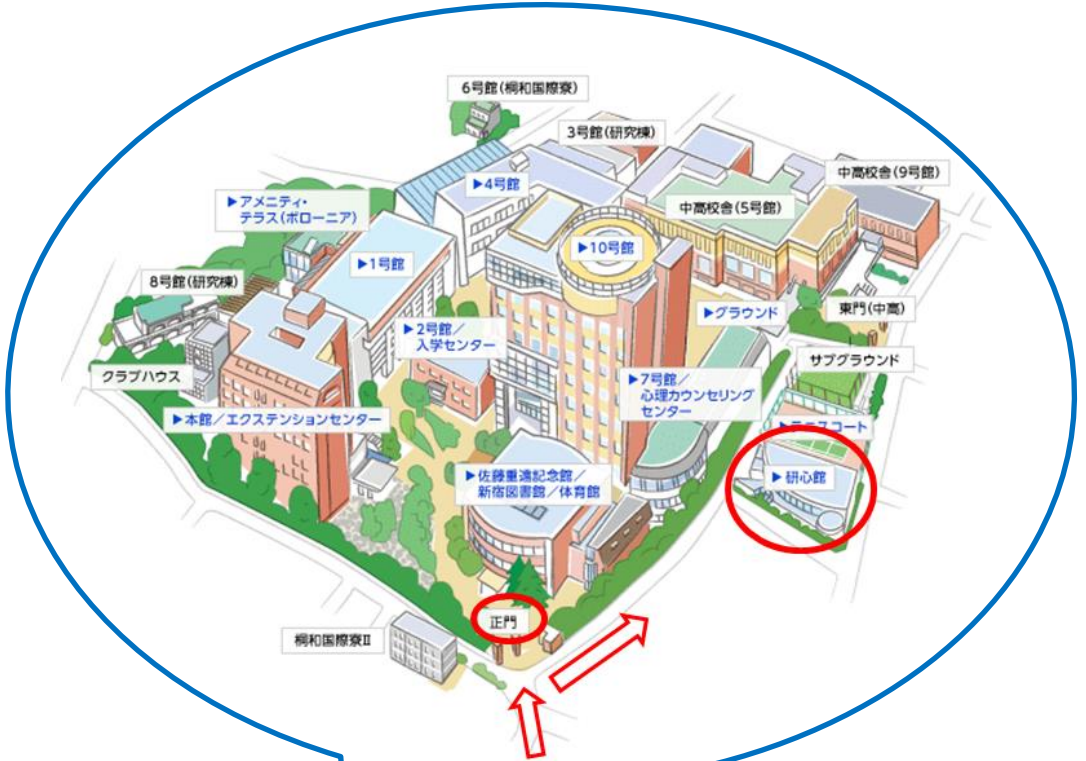 6号館(桐和国際寮)
3号館(研究棟)
▶4号館
中高校舎(9号館)
▶アメニティ・
テラス(ボローニア)
中高校舎(5号館)
▶10号館
▶1号館
8号館(研究棟)
▶グラウンド
東門(中高)
▶2号館/
入学センター
サブグラウンド
クラブハウス
▶7号館/
心理カウンセリング
センター
▶本館/エクステンションセンター
▶テニスコート
▶佐藤重遠記念館/
新宿図書館/体育館
▶研心館
正門
桐和国際寮Ⅱ